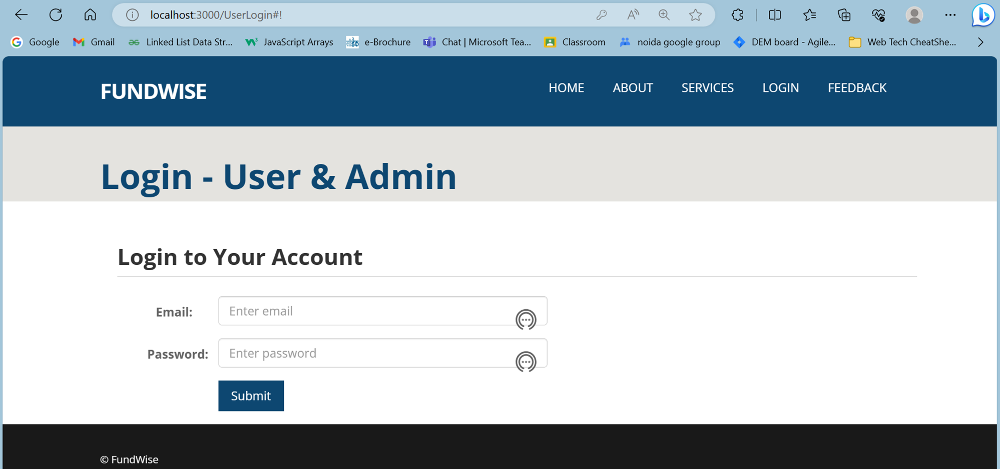 localhost:3000/UserLogin#!
Google Gmail Linked List Data Str... JavaScript Arrays e-Brochure Chat | Microsoft Tea... Classroom noida google group DEM board - Agile... Web Tech CheatShe...
FUNDWISE HOME ABOUT SERVICES LOGIN FEEDBACK
Login - User & Admin
Login to Your Account
Email: Enter email
Password: Enter password
Submit
© FundWise